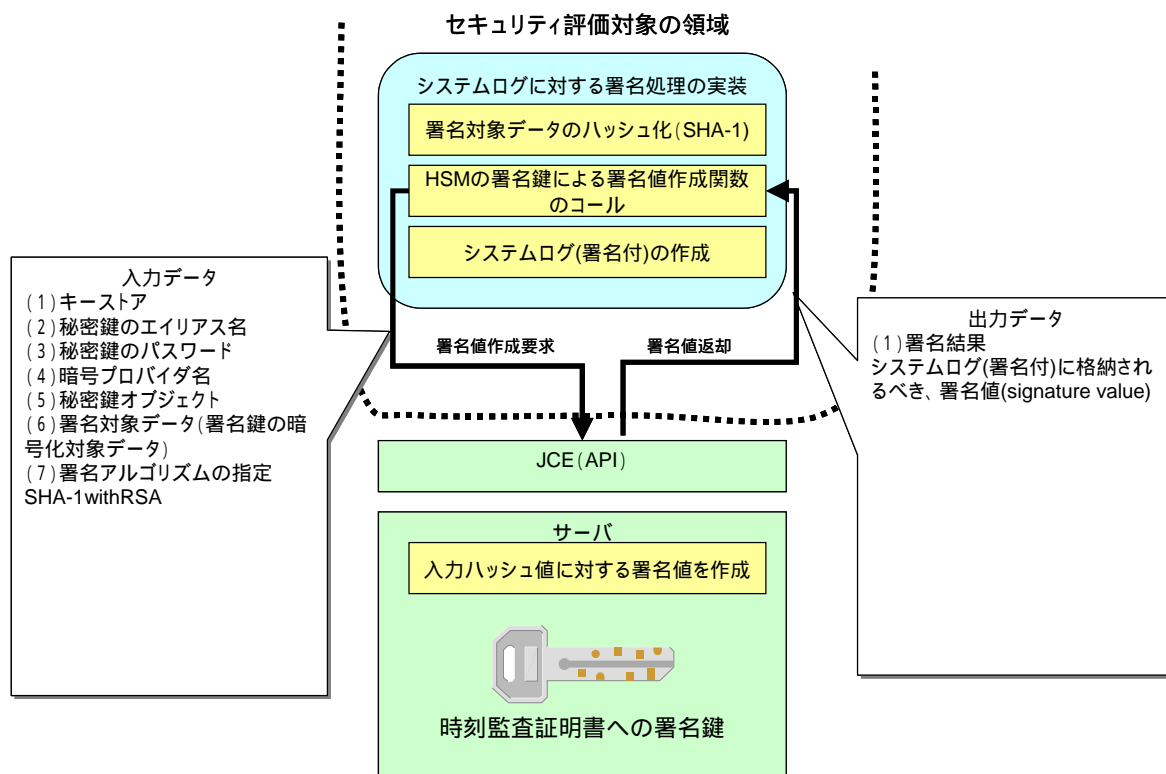 セキュリティ評価対象の領域
システムログに対する署名処理の実装
署名対象データのハッシュ化(SHA-1)
HSMの署名鍵による署名値作成関数
のコール
システムログ(署名付)の作成
入力データ
(1)キーストア
(2)秘密鍵のエイリアス名
(3)秘密鍵のパスワード
(4)暗号プロバイダ名
(5)秘密鍵オブジェクト
(6)署名対象データ(署名鍵の暗
号化対象データ)
(7)署名アルゴリズムの指定
SHA-1withRSA
署名値作成要求
署名値返却
出力データ
(1)署名結果
システムログ(署名付)に格納され
るべき、署名値(signature value)
JCE(API)
サーバ
入力ハッシュ値に対する署名値を作成
時刻監査証明書への署名鍵